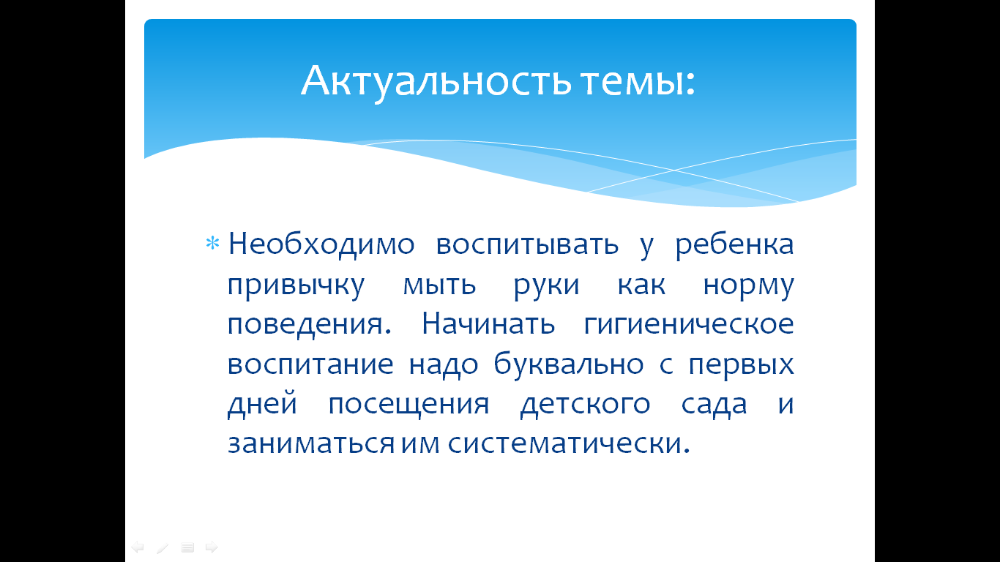 Актуальность темы:
* Необходимо воспитывать у ребенка
привычку мыть руки как норму
поведения. Начинать гигиеническое
воспитание надо буквально с первых
дней посещения детского сада и
заниматься им систематически.